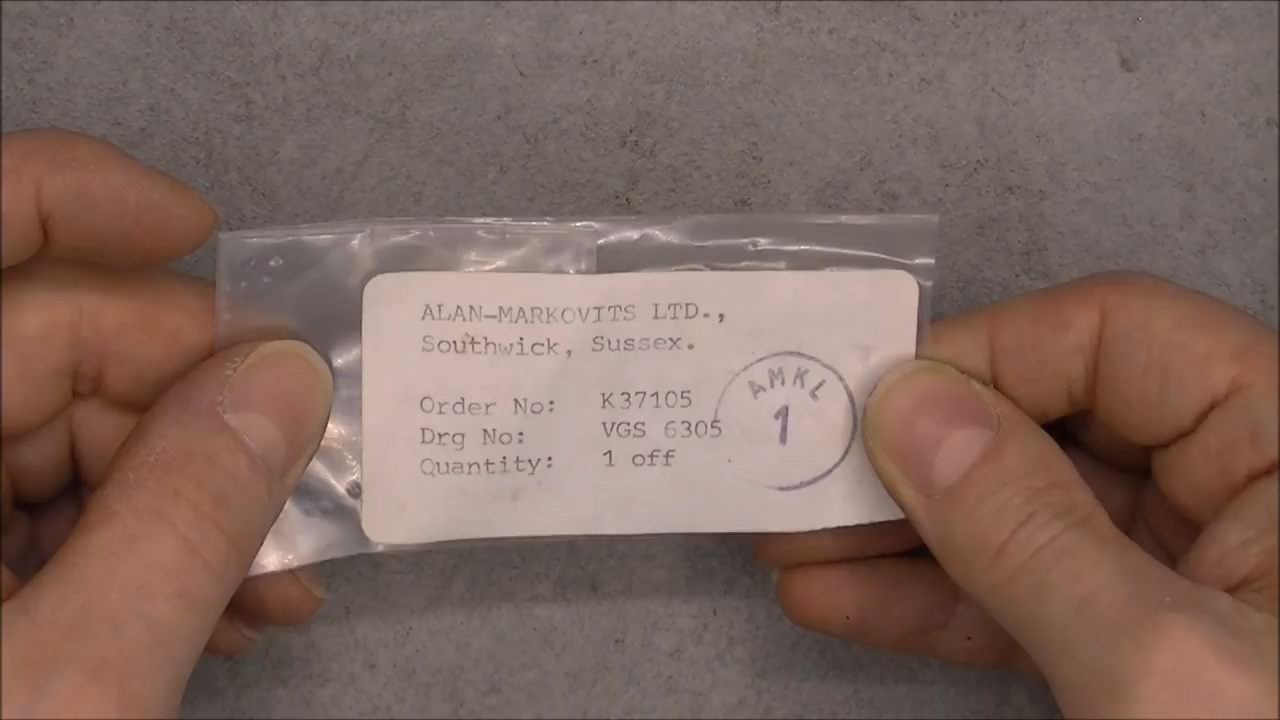 ALAN-MARKOVITS LTD.,
Southwick, Sussex.
Order No: K37105
Drg No: VGS 6305
Quantity: 1 off
AMKL
1